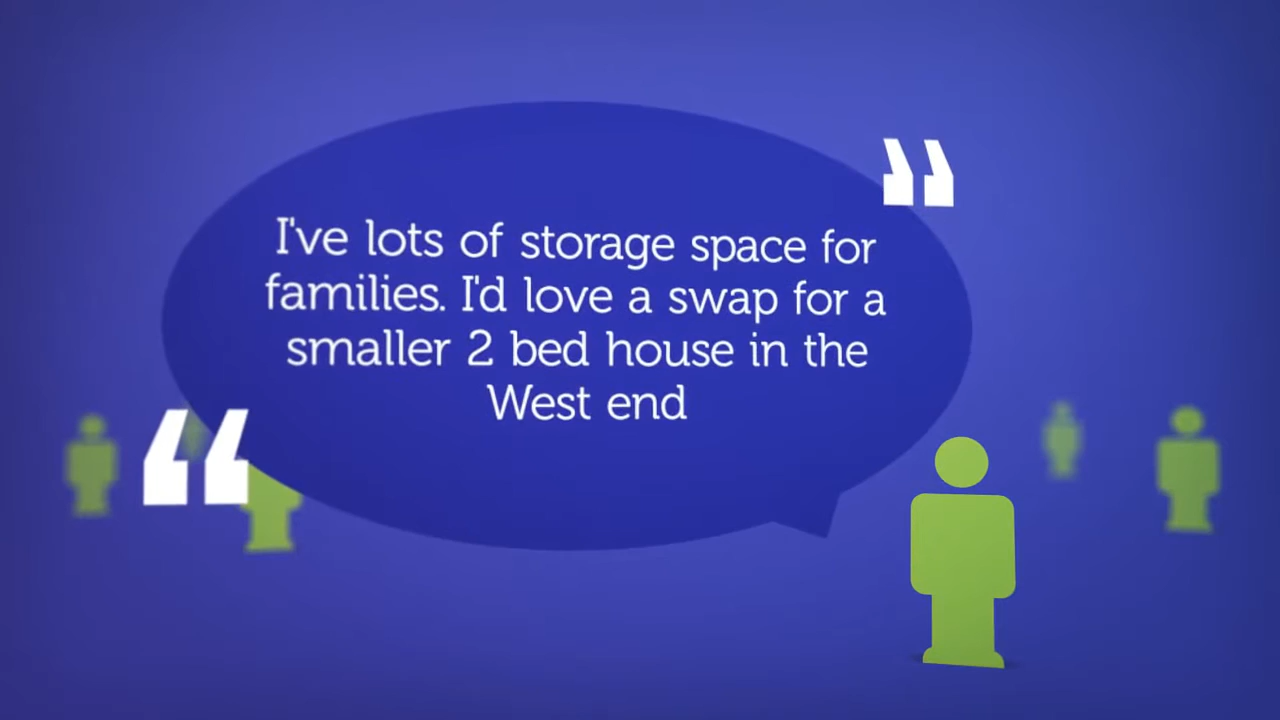 I've lots of storage space for
families. I'd love a swap for a
smaller 2 bed house in the
West end